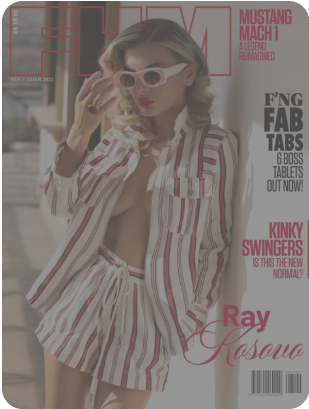 FHM
NOVEMBER 2021
MUSTANG
MACH 1
A LEGEND
REIMAGINED
F'NG
FAB
TABS
6 BOSS
TABLETS
OUT NOW!
KINKY
SWINGERS
IS THIS THE NEW
NORMAL?
Ray
Kosovo